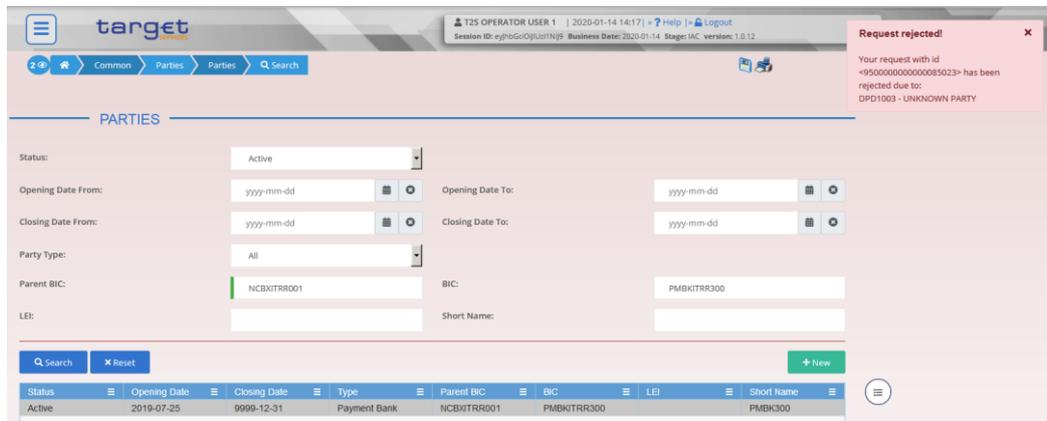 target
Services
T2S OPERATOR USER 1 | 2020-01-14 14:17 | » ? Help | » Logout
Business Date: 2020-01-14 Stage: IAC version: 1.0.12
Request rejected! ×
Your request with id
<9500000000000085023> has been
rejected due to:
DPD1003 - UNKNOWN PARTY
2 Common Parties Parties Search
PARTIES
Status: Active
Opening Date From: yyyy-mm-dd Opening Date To: yyyy-mm-dd
Closing Date From: yyyy-mm-dd Closing Date To: yyyy-mm-dd
Party Type: All
Parent BIC: NCBXITRR001 BIC: PMBKITRR300
LEI: Short Name:
Search × Reset + New
Status Opening Date Closing Date Type Parent BIC BIC LEI Short Name
Active 2019-07-25 9999-12-31 Payment Bank NCBXITRR001 PMBKITRR300 PMBK300